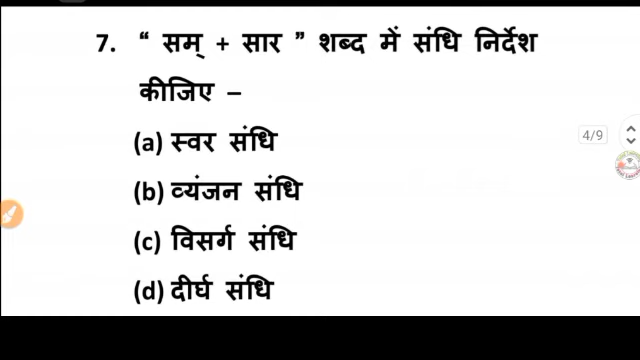 7. “ सम् + सार ” शब्द में संधि निर्देश
कीजिए –
(a) स्वर संधि
4/9
(b) व्यंजन संधि
(c) विसर्ग संधि
(d) दीर्घ संधि